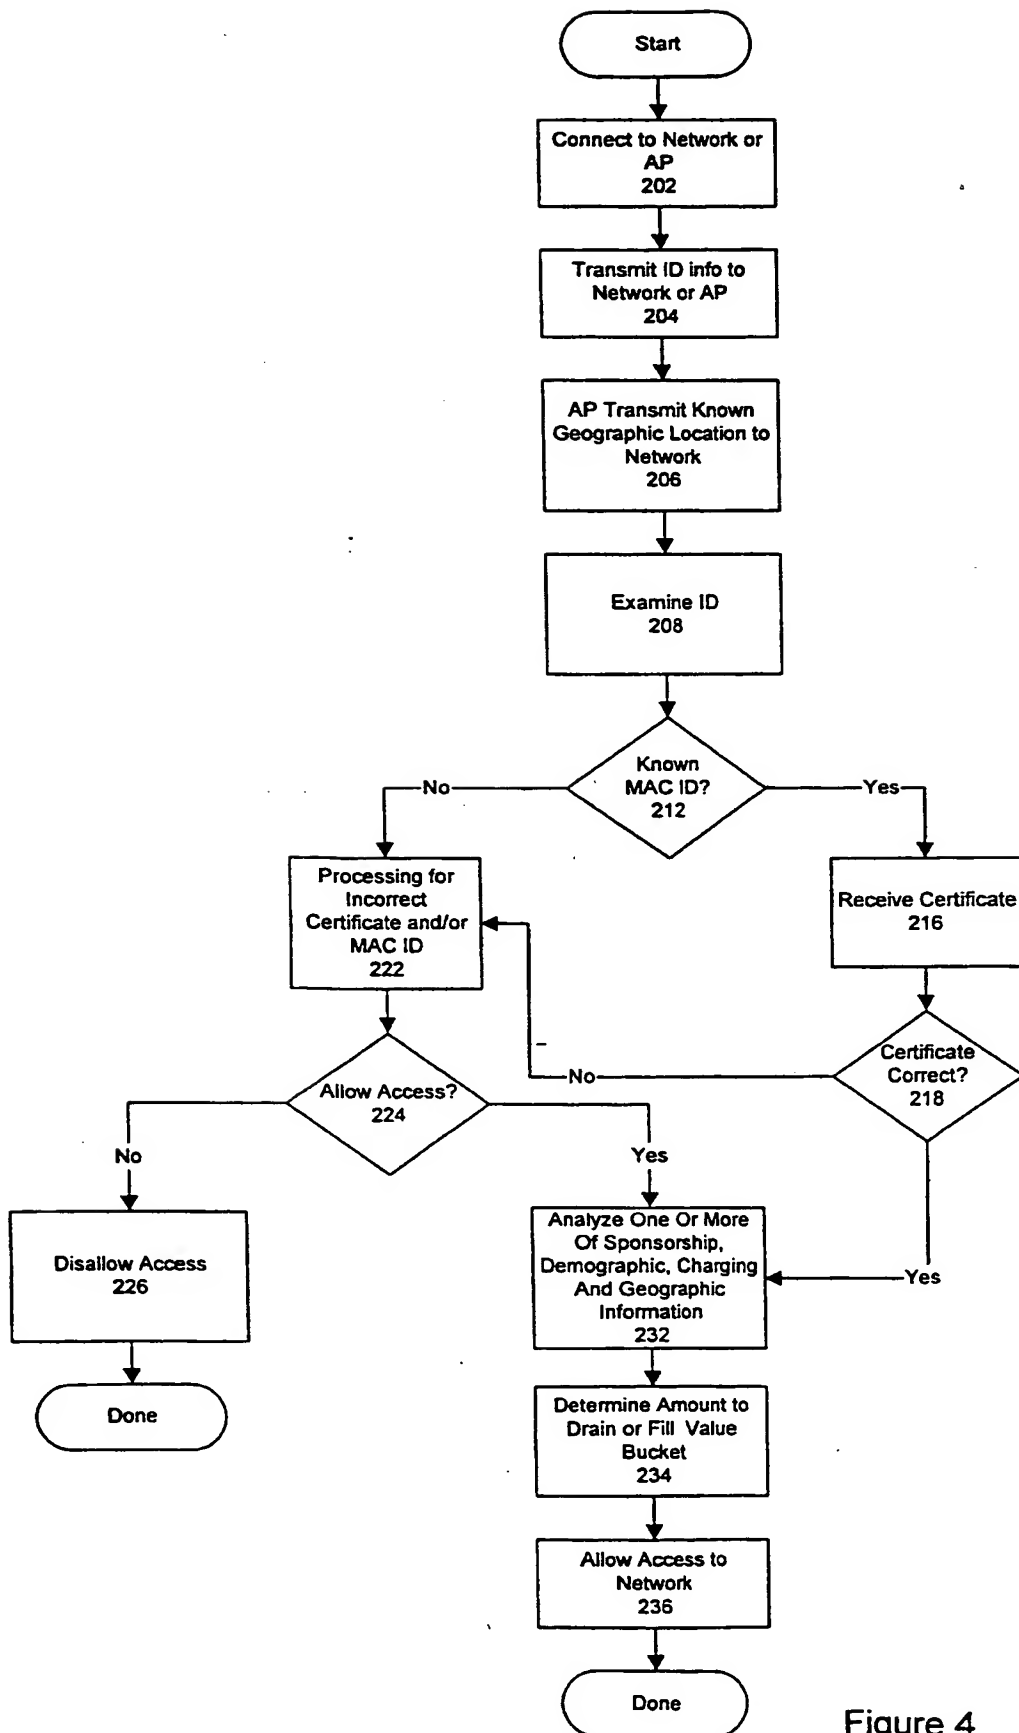 Start
Connect to Network or
AP
202
Transmit ID info to
Network or AP
204
AP Transmit Known
Geographic Location to
Network
206
Examine ID
208
Known
MAC ID?
212
No
Yes
Processing for
Incorrect
Certificate and/or
MAC ID
222
Receive Certificate
216
Certificate
Correct?
218
No
Allow Access?
224
No
Yes
Yes
Disallow Access
226
Analyze One Or More
Of Sponsorship,
Demographic, Charging
And Geographic
Information
232
Done
Determine Amount to
Drain or Fill Value
Bucket
234
Allow Access to
Network
236
Done
Figure 4